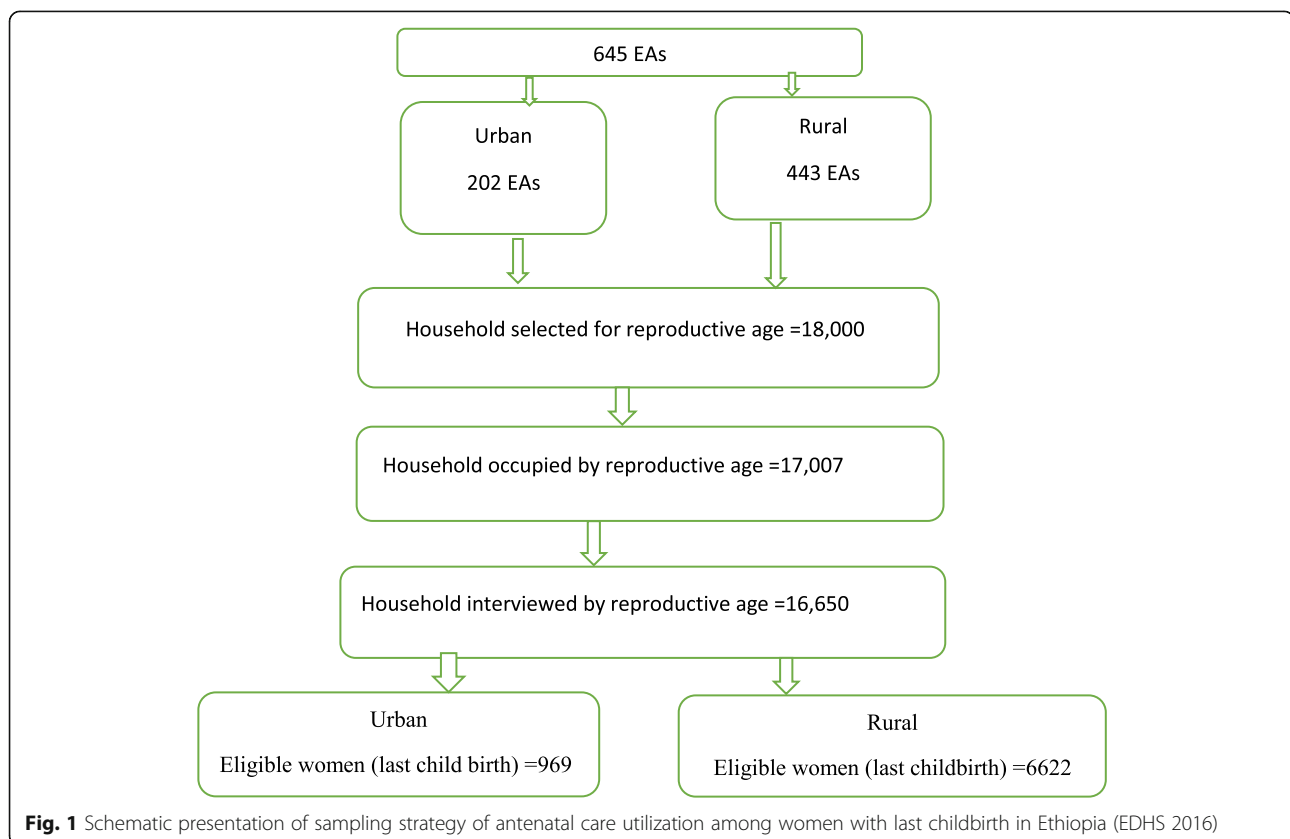 645 EAs
Urban
202 EAs
Rural
443 EAs
Household selected for reproductive age =18,000
Household occupied by reproductive age =17,007
Household interviewed by reproductive age =16,650
Urban
Eligible women (last child birth) =969
Rural
Eligible women (last childbirth) =6622
Fig. 1 Schematic presentation of sampling strategy of antenatal care utilization among women with last childbirth in Ethiopia (EDHS 2016)